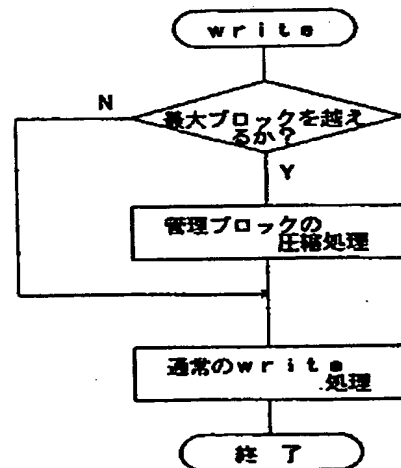 write
N
最大ブロックを越え
るか?
Y
管理ブロックの
圧縮処理
通常のwrite
処理
終了